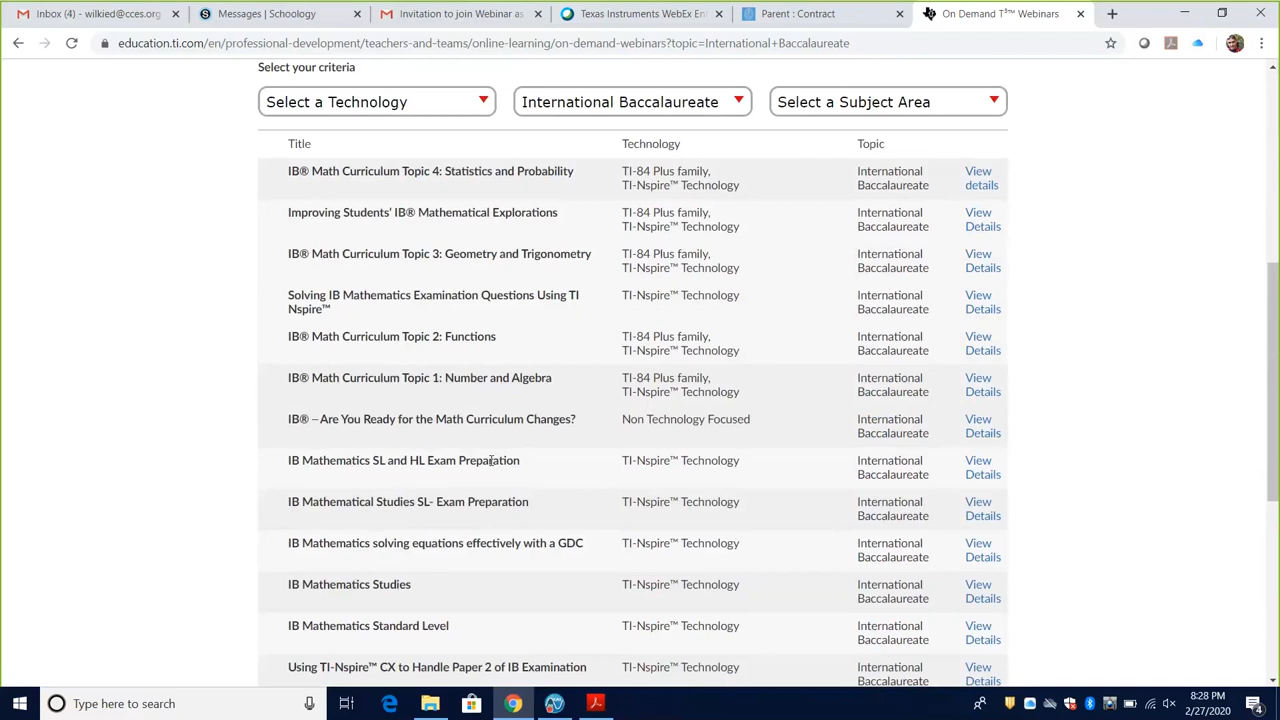 Inbox (4) - wilkied@cces.org
Messages | Schoology
Invitation to join Webinar as
Texas Instruments WebEx Ent
Parent : Contract
On Demand T³™ Webinars
education.ti.com/en/professional-development/teachers-and-teams/online-learning/on-demand-webinars?topic=International+Baccalaureate
Select your criteria
Select a Technology
International Baccalaureate
Select a Subject Area
Title Technology Topic
IB® Math Curriculum Topic 4: Statistics and Probability TI-84 Plus family, International View
TI-Nspire™ Technology Baccalaureate details
Improving Students' IB® Mathematical Explorations TI-84 Plus family, International View
TI-Nspire™ Technology Baccalaureate Details
IB® Math Curriculum Topic 3: Geometry and Trigonometry TI-84 Plus family, International View
TI-Nspire™ Technology Baccalaureate Details
Solving IB Mathematics Examination Questions Using TI TI-Nspire™ Technology International View
Nspire™ Baccalaureate Details
IB® Math Curriculum Topic 2: Functions TI-84 Plus family, International View
TI-Nspire™ Technology Baccalaureate Details
IB® Math Curriculum Topic 1: Number and Algebra TI-84 Plus family, International View
TI-Nspire™ Technology Baccalaureate Details
IB® – Are You Ready for the Math Curriculum Changes? Non Technology Focused International View
Baccalaureate Details
IB Mathematics SL and HL Exam Preparation TI-Nspire™ Technology International View
Baccalaureate Details
IB Mathematical Studies SL- Exam Preparation TI-Nspire™ Technology International View
Baccalaureate Details
IB Mathematics solving equations effectively with a GDC TI-Nspire™ Technology International View
Baccalaureate Details
IB Mathematics Studies TI-Nspire™ Technology International View
Baccalaureate Details
IB Mathematics Standard Level TI-Nspire™ Technology International View
Baccalaureate Details
Using TI-Nspire™ CX to Handle Paper 2 of IB Examination TI-Nspire™ Technology International View
Baccalaureate Details
Type here to search
8:28 PM
2/27/2020
4